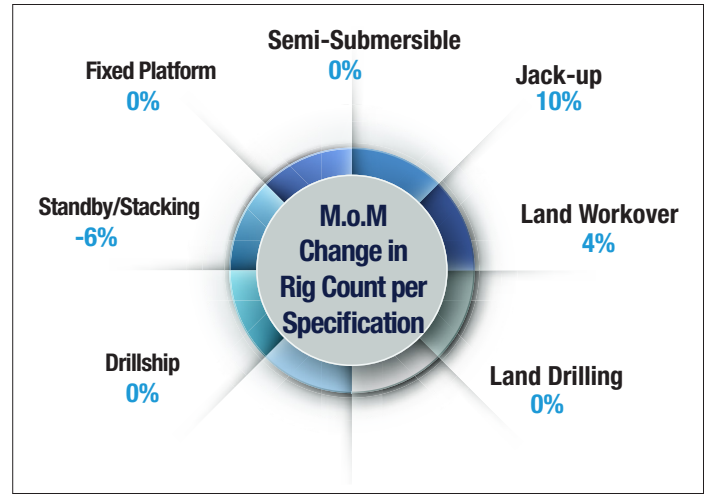 Semi-Submersible
0%
Fixed Platform
0%
Jack-up
10%
Standby/Stacking
-6%
M.o.M
Change in
Rig Count per
Specification
Land Workover
4%
Drillship
0%
Land Drilling
0%